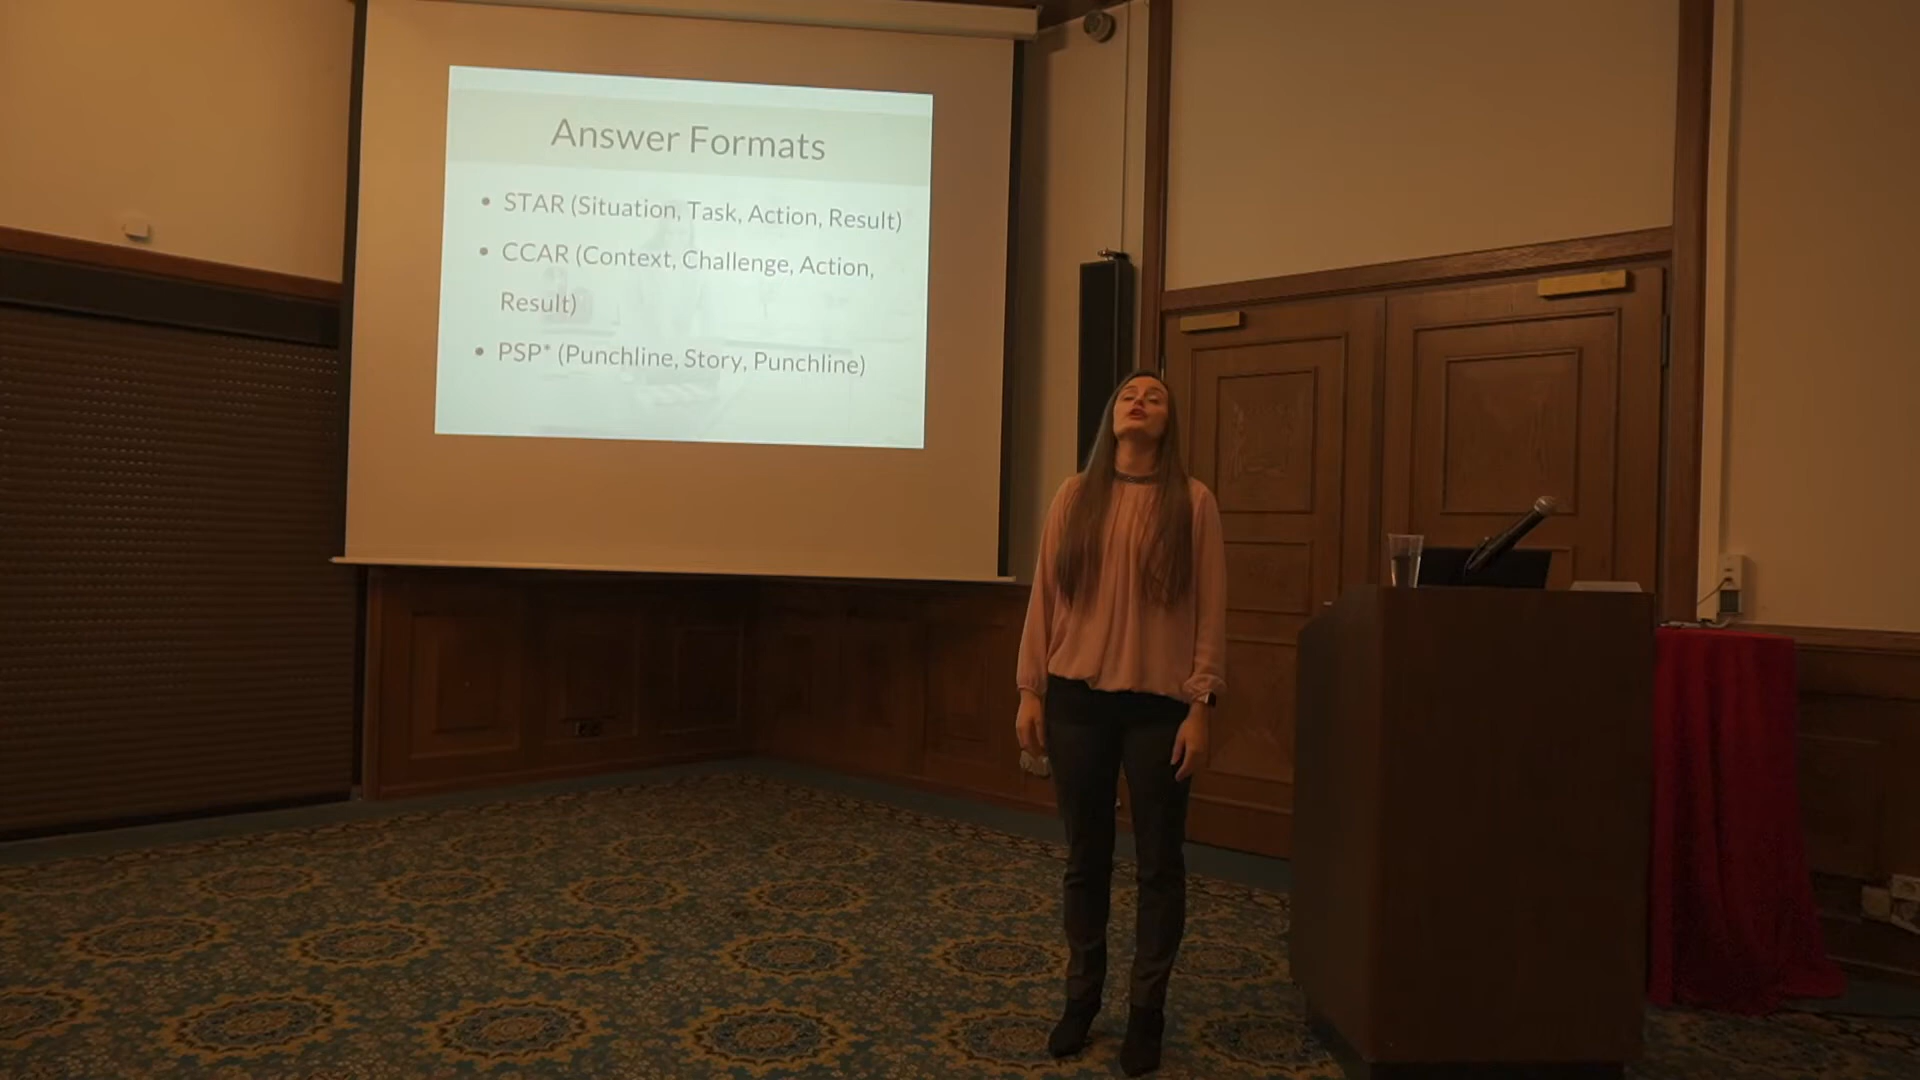 Answer Formats
• STAR (Situation, Task, Action, Result)
• CCAR (Context, Challenge, Action,
Result)
• PSP* (Punchline, Story, Punchline)